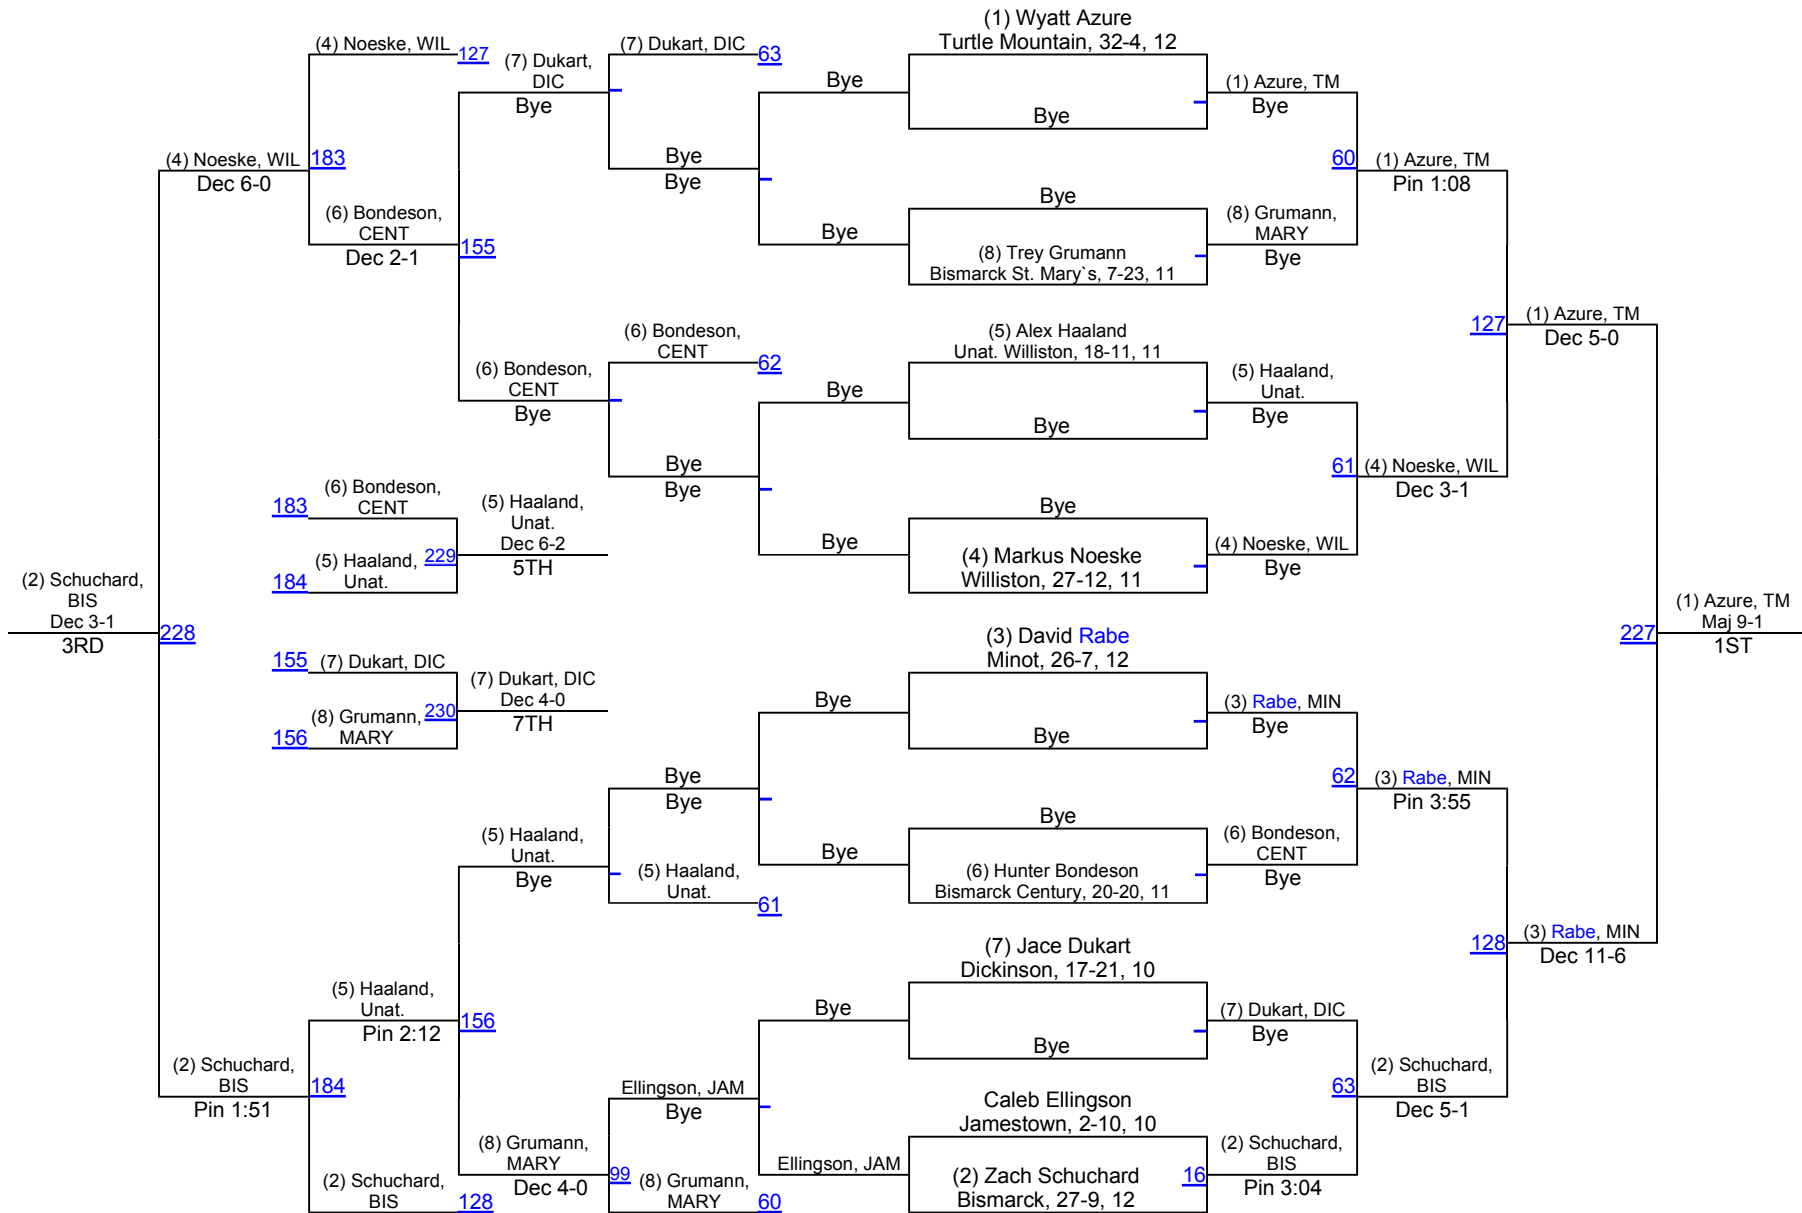 (1) Wyatt Azure
Turtle Mountain, 32-4, 12
Bye
(8) Trey Grumann
Bismarck St. Mary`s, 7-23, 11
Bye
(5) Alex Haaland
Unat. Williston, 18-11, 11
Bye
Bye
(4) Markus Noeske
Williston, 27-12, 11
(3) David Rabe
Minot, 26-7, 12
Bye
Bye
(6) Hunter Bondeson
Bismarck Century, 20-20, 11
(7) Jace Dukart
Dickinson, 17-21, 10
Bye
Caleb Ellingson
Jamestown, 2-10, 10
(2) Zach Schuchard
Bismarck, 27-9, 12
16
(1) Azure, TM
Bye
60
(8) Grumann,
MARY
Bye
(5) Haaland,
Unat.
Bye
61
(4) Noeske, WIL
Bye
(3) Rabe, MIN
Bye
62
(6) Bondeson,
CENT
Bye
(7) Dukart, DIC
Bye
63
(2) Schuchard,
BIS
Pin 3:04
(1) Azure, TM
Pin 1:08
127
(4) Noeske, WIL
Dec 3-1
(3) Rabe, MIN
Pin 3:55
128
(2) Schuchard,
BIS
Dec 5-1
(1) Azure, TM
Dec 5-0
227
(3) Rabe, MIN
Dec 11-6
(1) Azure, TM
Maj 9-1
1ST
Bye
Bye
Bye
Bye
Bye
Bye
Bye
Ellingson, JAM
(7) Dukart, DIC
63
Bye
Bye
(6) Bondeson,
CENT
62
Bye
Bye
Bye
Bye
(5) Haaland,
Unat.
61
Ellingson, JAM
Bye
99
(8) Grumann,
MARY
60
(7) Dukart,
DIC
Bye
155
(6) Bondeson,
CENT
Bye
(5) Haaland,
Unat.
Bye
156
(8) Grumann,
MARY
Dec 4-0
(4) Noeske, WIL
127
183
(6) Bondeson,
CENT
Dec 2-1
(5) Haaland,
Unat.
Pin 2:12
184
(2) Schuchard,
BIS
128
(4) Noeske, WIL
Dec 6-0
228
(2) Schuchard,
BIS
Pin 1:51
(2) Schuchard,
BIS
Dec 3-1
3RD
183
(6) Bondeson,
CENT
184
(5) Haaland,
Unat.
229
(5) Haaland,
Unat.
Dec 6-2
5TH
155
(7) Dukart, DIC
156
(8) Grumann,
MARY
230
(7) Dukart, DIC
Dec 4-0
7TH